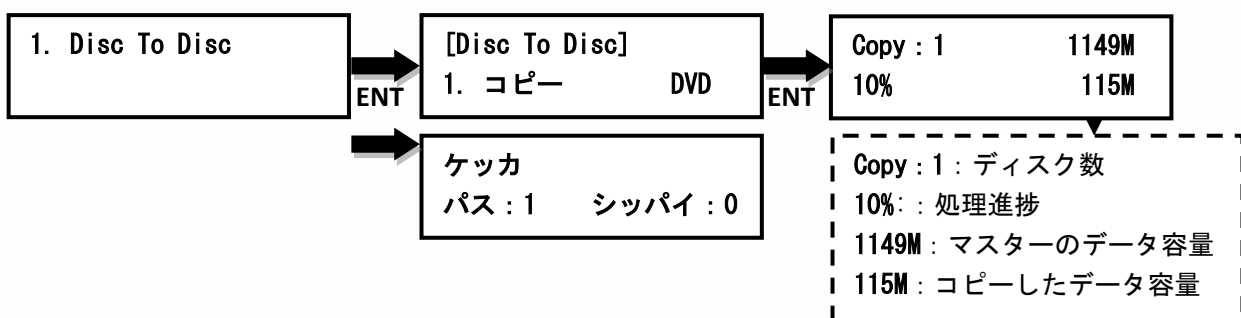 1. Disc To Disc
ENT
[Disc To Disc]
1. コピー DVD
ENT
Copy：1 1149M
10% 115M
ケッカ
パス：1 シッパイ：0
Copy：1：ディスク数
10%：：処理進捗
1149M：マスターのデータ容量
115M：コピーしたデータ容量